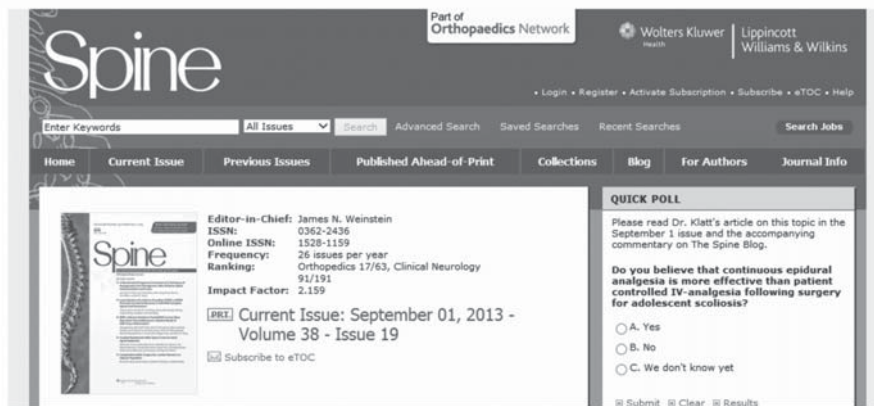 Part of
Orthopaedics Network
Spine
Wolters Kluwer
Health
Lippincott
Williams & Wilkins
• Login • Register • Activate Subscription • Subscribe • eTOC • Help
Enter Keywords All Issues Search Advanced Search Saved Searches Recent Searches Search Jobs
Home Current Issue Previous Issues Published Ahead-of-Print Collections Blog For Authors Journal Info
Spine
Editor-in-Chief: James N. Weinstein
ISSN: 0362-2436
Online ISSN: 1528-1159
Frequency: 26 issues per year
Ranking: Orthopedics 17/63, Clinical Neurology
91/191
Impact Factor: 2.159
Current Issue: September 01, 2013 -
Volume 38 - Issue 19
Subscribe to eTOC
QUICK POLL
Please read Dr. Klatt's article on this topic in the
September 1 issue and the accompanying
commentary on The Spine Blog.
Do you believe that continuous epidural
analgesia is more effective than patient
controlled IV-analgesia following surgery
for adolescent scoliosis?
A. Yes
B. No
C. We don't know yet
Submit Clear Results